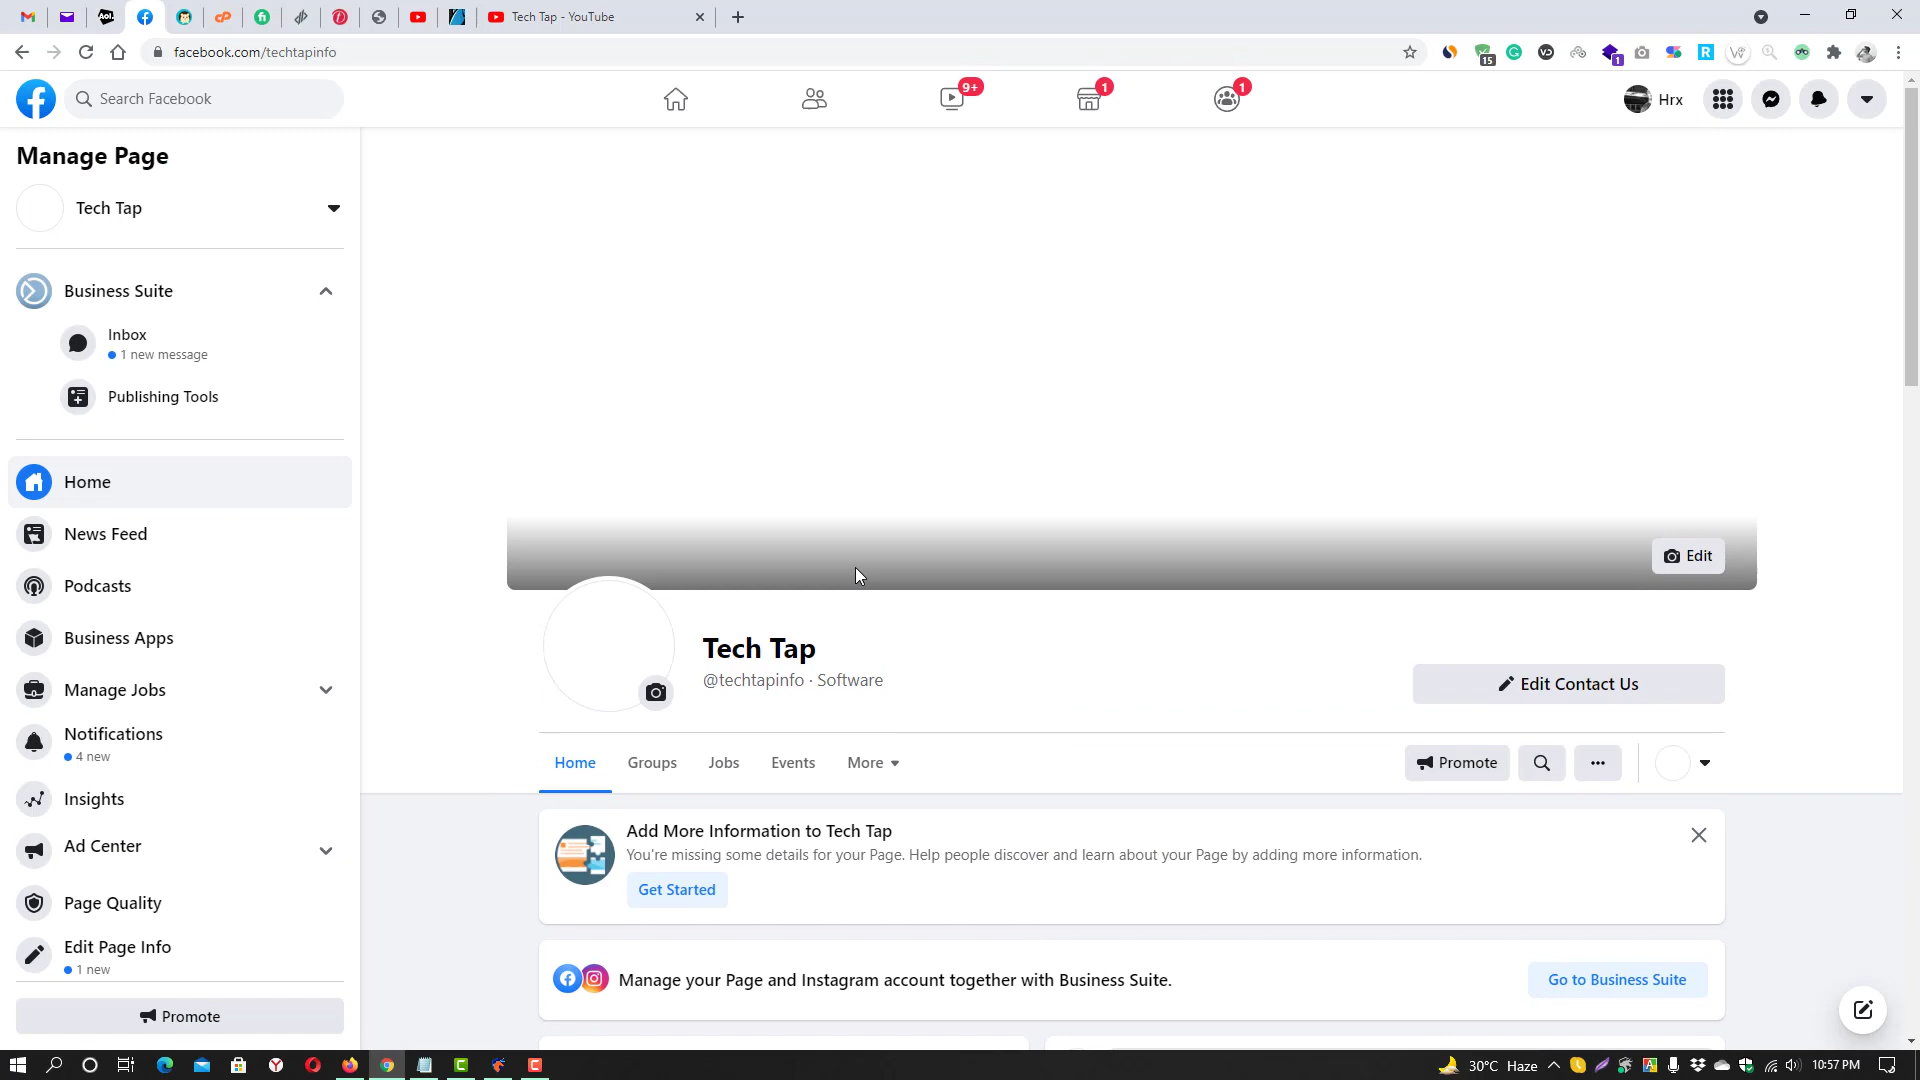 Aol.
Tech Tap - YouTube
facebook.com/techtapinfo
15
1
Search Facebook
9+
1
1
Hrx
Manage Page
Tech Tap
Business Suite
Inbox
1 new message
Publishing Tools
Home
News Feed
Podcasts
Business Apps
Manage Jobs
Notifications
4 new
Insights
Ad Center
Page Quality
Edit Page Info
1 new
Promote
Edit
Tech Tap
@techtapinfo · Software
Edit Contact Us
Home
Groups
Jobs
Events
More
Promote
Add More Information to Tech Tap
You're missing some details for your Page. Help people discover and learn about your Page by adding more information.
Get Started
Manage your Page and Instagram account together with Business Suite.
Go to Business Suite
30°C Haze
10:57 PM